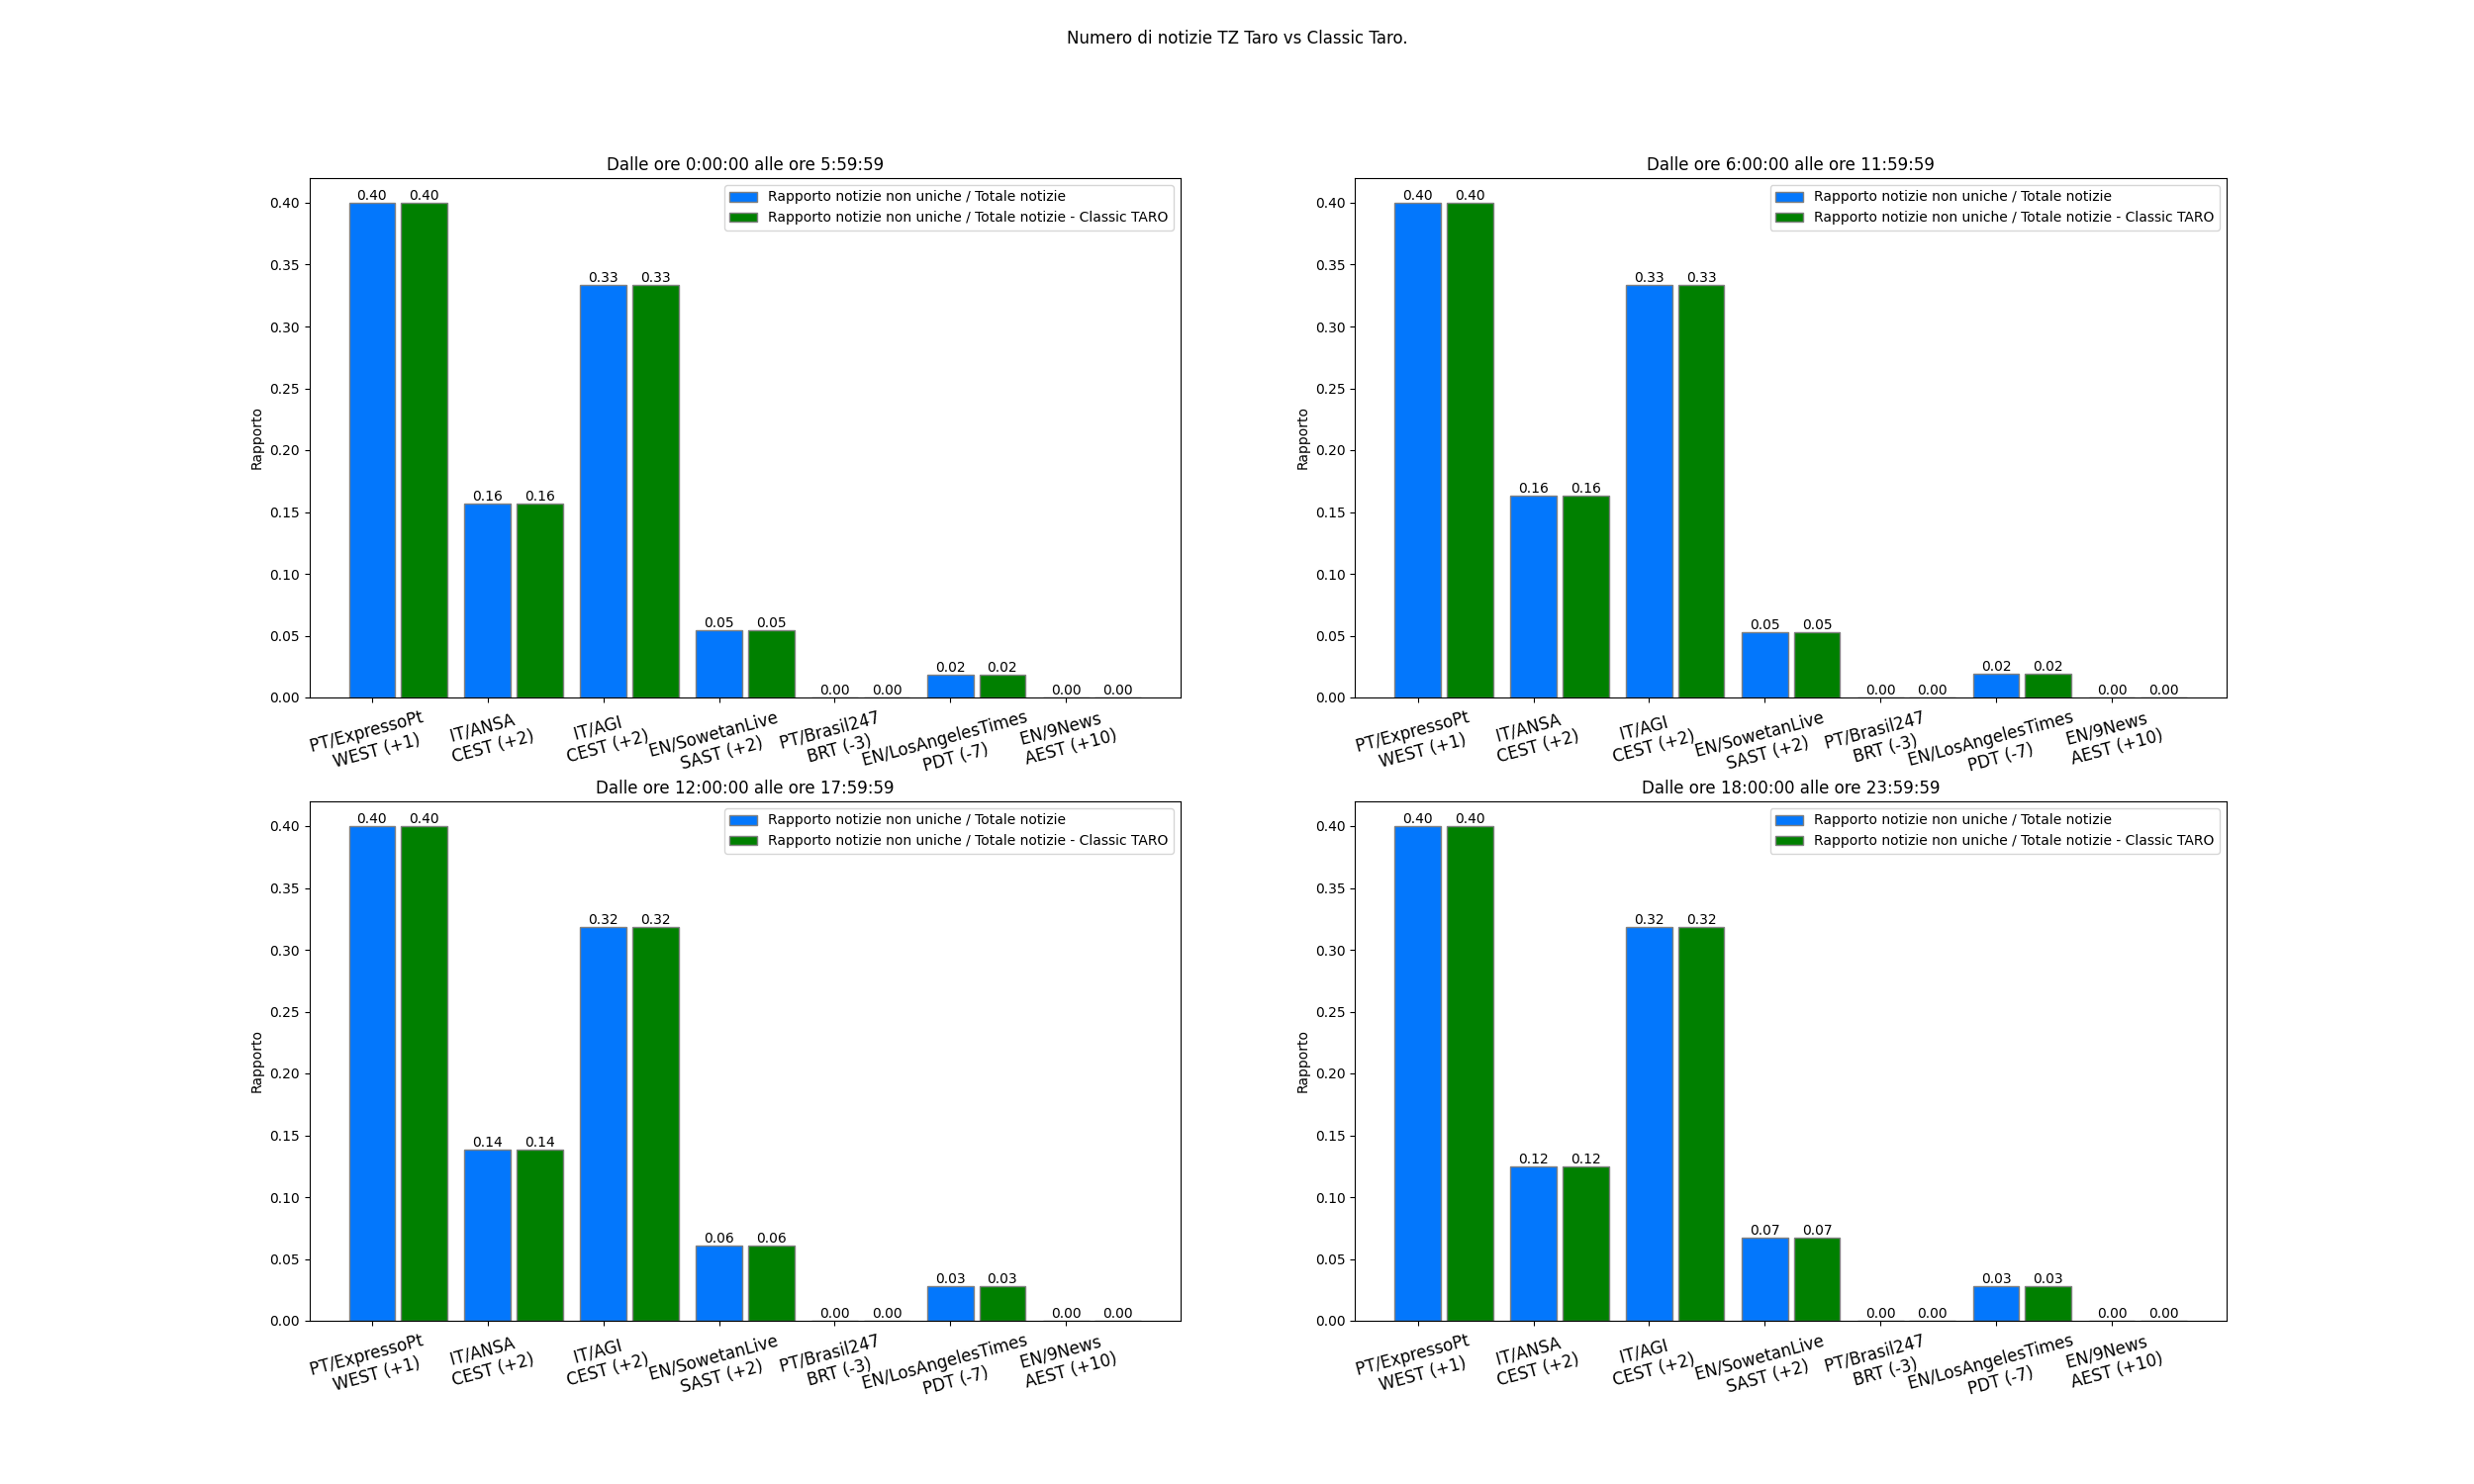 Numero di notizie TZ Taro vs Classic Taro.
Dalle ore 0:00:00 alle ore 5:59:59
Rapporto notizie non uniche / Totale notizie
Rapporto notizie non uniche / Totale notizie - Classic TARO
Rapporto
0.40
0.35
0.30
0.25
0.20
0.15
0.10
0.05
0.00
0.40 0.40
0.16 0.16
0.33 0.33
0.05 0.05
0.00 0.00
0.02 0.02
0.00 0.00
PT/ExpressoPt
WEST (+1)
IT/ANSA
CEST (+2)
IT/AGI
CEST (+2)
EN/SowetanLive
SAST (+2)
PT/Brasil247
BRT (-3)
EN/LosAngelesTimes
PDT (-7)
EN/9News
AEST (+10)
Dalle ore 6:00:00 alle ore 11:59:59
Rapporto notizie non uniche / Totale notizie
Rapporto notizie non uniche / Totale notizie - Classic TARO
Rapporto
0.40
0.35
0.30
0.25
0.20
0.15
0.10
0.05
0.00
0.40 0.40
0.16 0.16
0.33 0.33
0.05 0.05
0.00 0.00
0.02 0.02
0.00 0.00
PT/ExpressoPt
WEST (+1)
IT/ANSA
CEST (+2)
IT/AGI
CEST (+2)
EN/SowetanLive
SAST (+2)
PT/Brasil247
BRT (-3)
EN/LosAngelesTimes
PDT (-7)
EN/9News
AEST (+10)
Dalle ore 12:00:00 alle ore 17:59:59
Rapporto notizie non uniche / Totale notizie
Rapporto notizie non uniche / Totale notizie - Classic TARO
Rapporto
0.40
0.35
0.30
0.25
0.20
0.15
0.10
0.05
0.00
0.40 0.40
0.14 0.14
0.32 0.32
0.06 0.06
0.00 0.00
0.03 0.03
0.00 0.00
PT/ExpressoPt
WEST (+1)
IT/ANSA
CEST (+2)
IT/AGI
CEST (+2)
EN/SowetanLive
SAST (+2)
PT/Brasil247
BRT (-3)
EN/LosAngelesTimes
PDT (-7)
EN/9News
AEST (+10)
Dalle ore 18:00:00 alle ore 23:59:59
Rapporto notizie non uniche / Totale notizie
Rapporto notizie non uniche / Totale notizie - Classic TARO
Rapporto
0.40
0.35
0.30
0.25
0.20
0.15
0.10
0.05
0.00
0.40 0.40
0.12 0.12
0.32 0.32
0.07 0.07
0.00 0.00
0.03 0.03
0.00 0.00
PT/ExpressoPt
WEST (+1)
IT/ANSA
CEST (+2)
IT/AGI
CEST (+2)
EN/SowetanLive
SAST (+2)
PT/Brasil247
BRT (-3)
EN/LosAngelesTimes
PDT (-7)
EN/9News
AEST (+10)